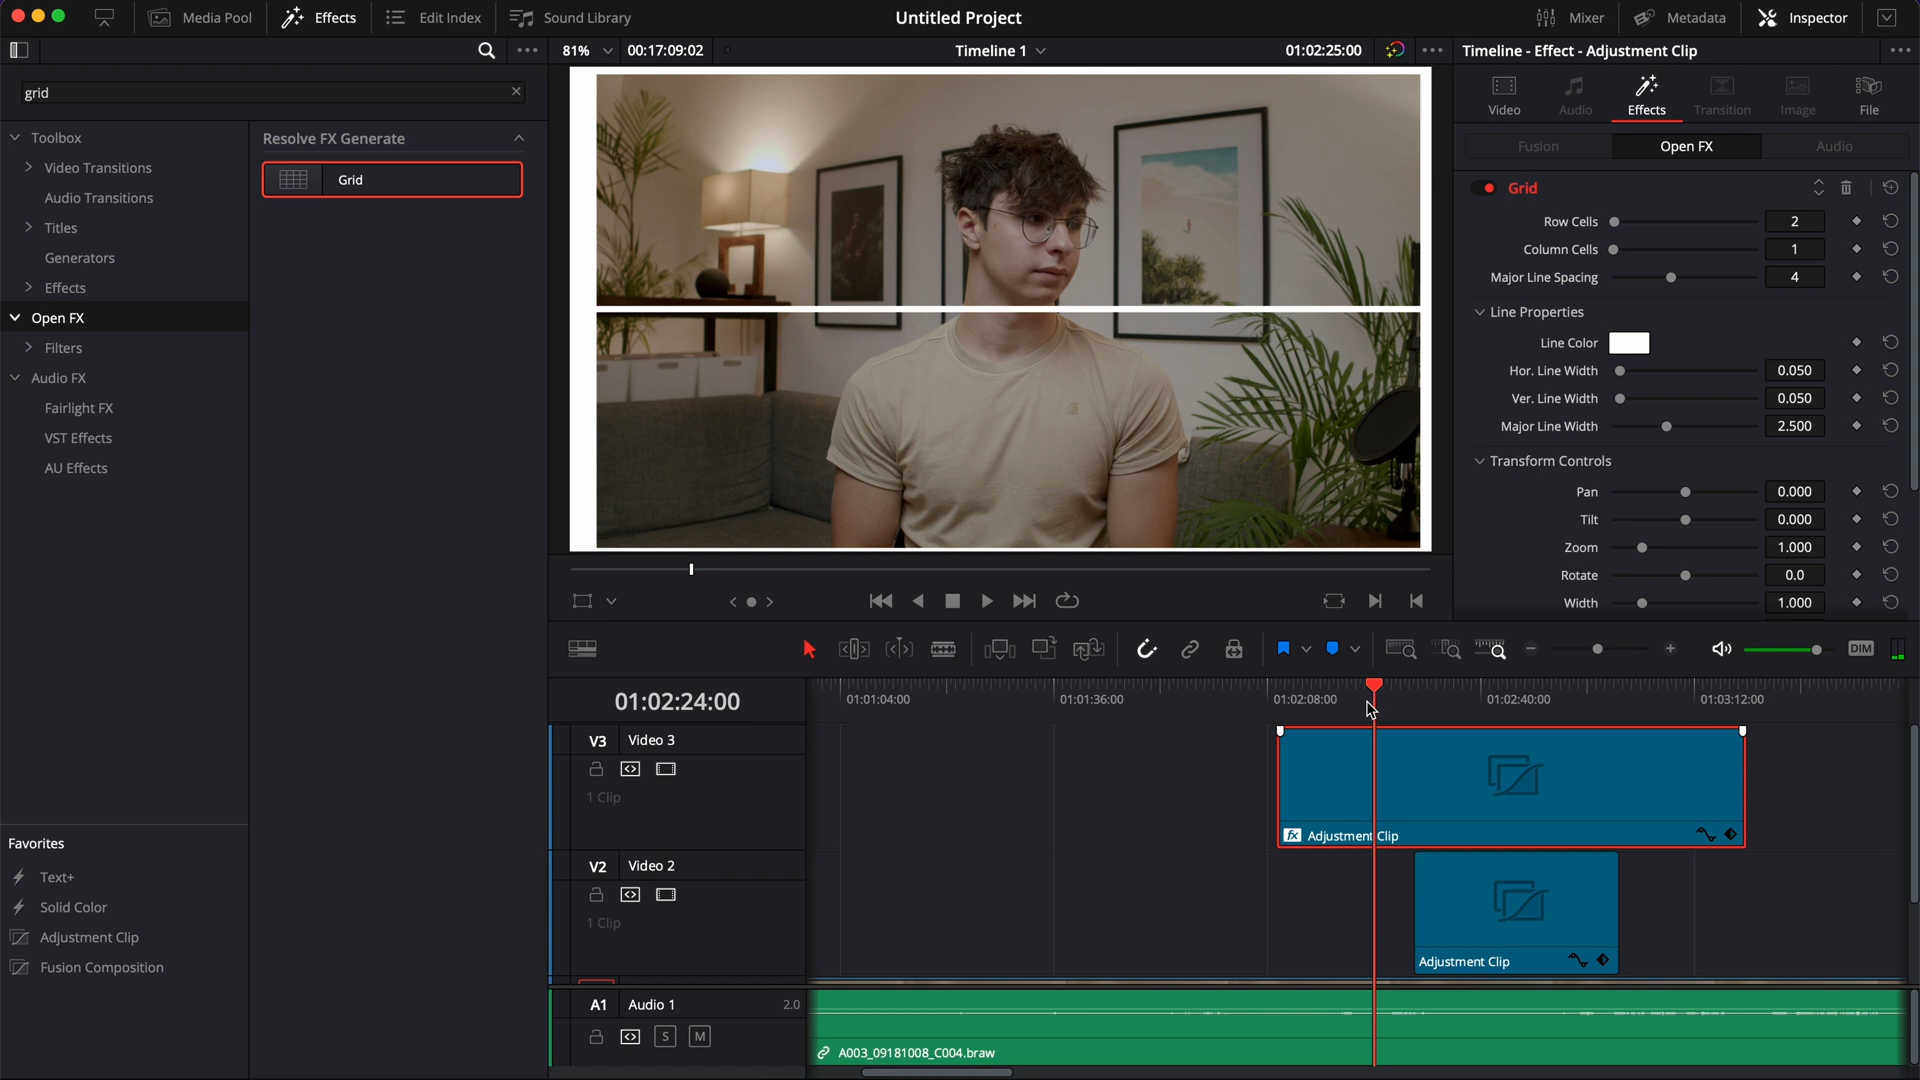 Media Pool
Effects
Edit Index
Sound Library
Untitled Project
Mixer
Metadata
Inspector
81%
00:17:09:02
Timeline 1
01:02:25:00
Timeline - Effect - Adjustment Clip
grid
Video
Audio
Effects
Transition
Image
File
Fusion
Open FX
Audio
Toolbox
Video Transitions
Audio Transitions
Titles
Generators
Effects
Open FX
Filters
Audio FX
Fairlight FX
VST Effects
AU Effects
Resolve FX Generate
Grid
Grid
Row Cells 2
Column Cells 1
Major Line Spacing 4
Line Properties
Line Color
Hor. Line Width 0.050
Ver. Line Width 0.050
Major Line Width 2.500
Transform Controls
Pan 0.000
Tilt 0.000
Zoom 1.000
Rotate 0.0
Width 1.000
DIM
01:02:24:00
01:01:04:00
01:01:36:00
01:02:08:00
01:02:40:00
01:03:12:00
V3 Video 3
1 Clip
fx Adjustment Clip
V2 Video 2
1 Clip
Adjustment Clip
A1 Audio 1 2.0
S M
A003_09181008_C004.braw
Favorites
Text+
Solid Color
Adjustment Clip
Fusion Composition